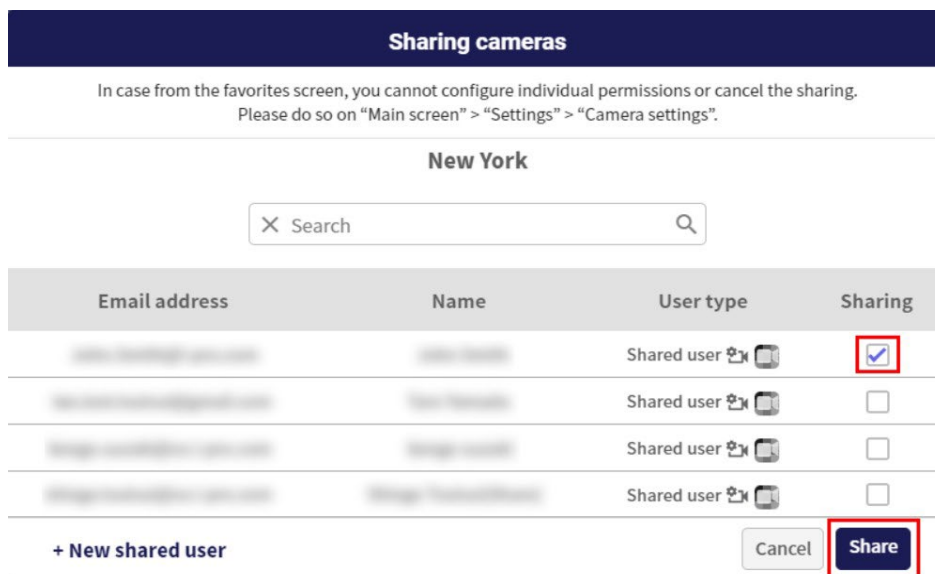 Sharing cameras
In case from the favorites screen, you cannot configure individual permissions or cancel the sharing.
Please do so on “Main screen” > “Settings” > “Camera settings”.
New York
Search
Email address Name User type Sharing
Shared user
Shared user
Shared user
Shared user
+ New shared user Cancel Share